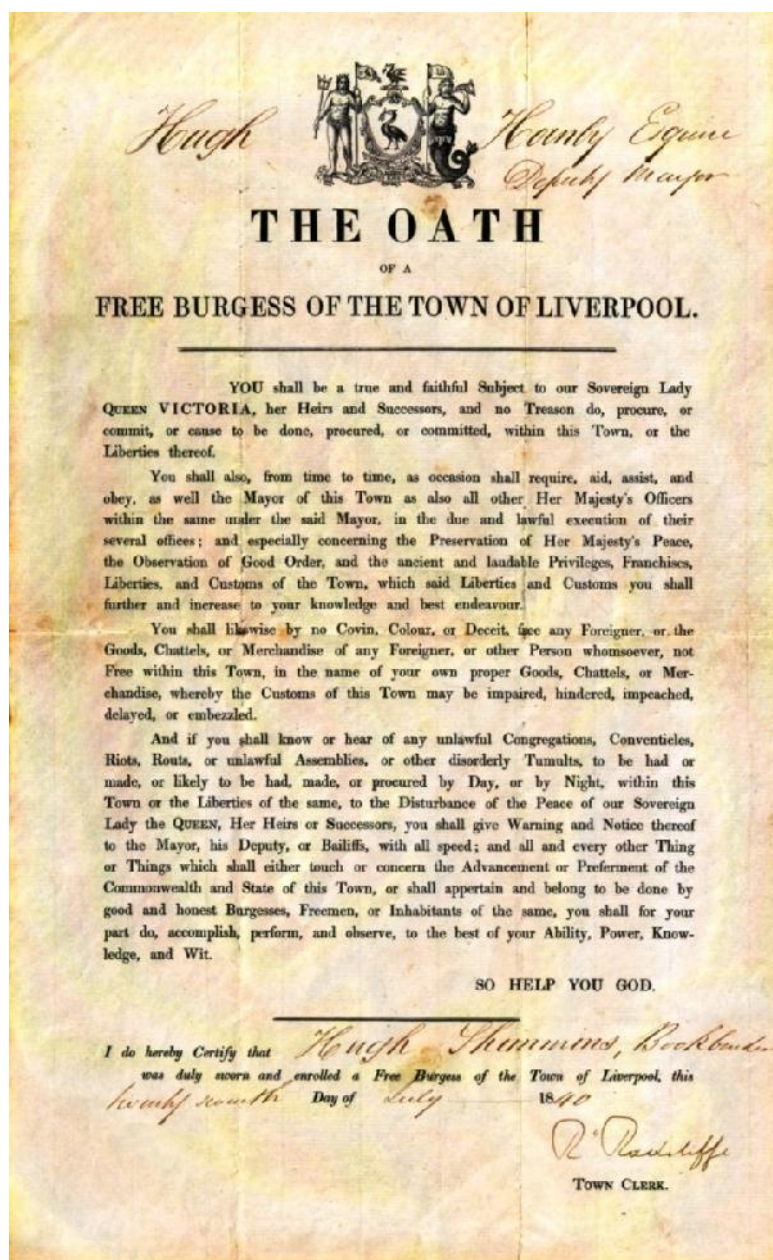 Hugh Hornby Esquire
Deputy Mayor
THE OATH
OF A
FREE BURGESS OF THE TOWN OF LIVERPOOL.
YOU shall be a true and faithful Subject to our Sovereign Lady
QUEEN VICTORIA, her Heirs and Successors, and no Treason do, procure, or
commit, or cause to be done, procured, or committed, within this Town, or the
Liberties thereof.
You shall also, from time to time, as occasion shall require, aid, assist, and
obey, as well the Mayor of this Town as also all other Her Majesty's Officers
within the same under the said Mayor, in the due and lawful execution of their
several offices; and especially concerning the Preservation of Her Majesty's Peace,
the Observation of Good Order, and the ancient and laudable Privileges, Franchises,
Liberties, and Customs of the Town, which said Liberties and Customs you shall
further and increase to your knowledge and best endeavour.
You shall likewise by no Covin, Colour, or Deceit, free any Foreigner, or the
Goods, Chattels, or Merchandise of any Foreigner, or other Person whomsoever, not
Free within this Town, in the name of your own proper Goods, Chattels, or Mer-
chandise, whereby the Customs of this Town may be impaired, hindered, impeached,
delayed, or embezzled.
And if you shall know or hear of any unlawful Congregations, Conventicles,
Riots, Routs, or unlawful Assemblies, or other disorderly Tumults, to be had or
made, or likely to be had, made, or procured by Day, or by Night, within this
Town or the Liberties of the same, to the Disturbance of the Peace of our Sovereign
Lady the QUEEN, Her Heirs or Successors, you shall give Warning and Notice thereof
to the Mayor, his Deputy, or Bailiffs, with all speed; and all and every other Thing
or Things which shall either touch or concern the Advancement or Preferment of the
Commonwealth and State of this Town, or shall appertain and belong to be done by
good and honest Burgesses, Freemen, or Inhabitants of the same, you shall for your
part do, accomplish, perform, and observe, to the best of your Ability, Power, Know-
ledge, and Wit.
SO HELP YOU GOD.
I do hereby Certify that Hugh Shimmins, Bookbinder
was duly sworn and enrolled a Free Burgess of the Town of Liverpool, this
twenty Day of July 1840
Radcliffe
TOWN CLERK.